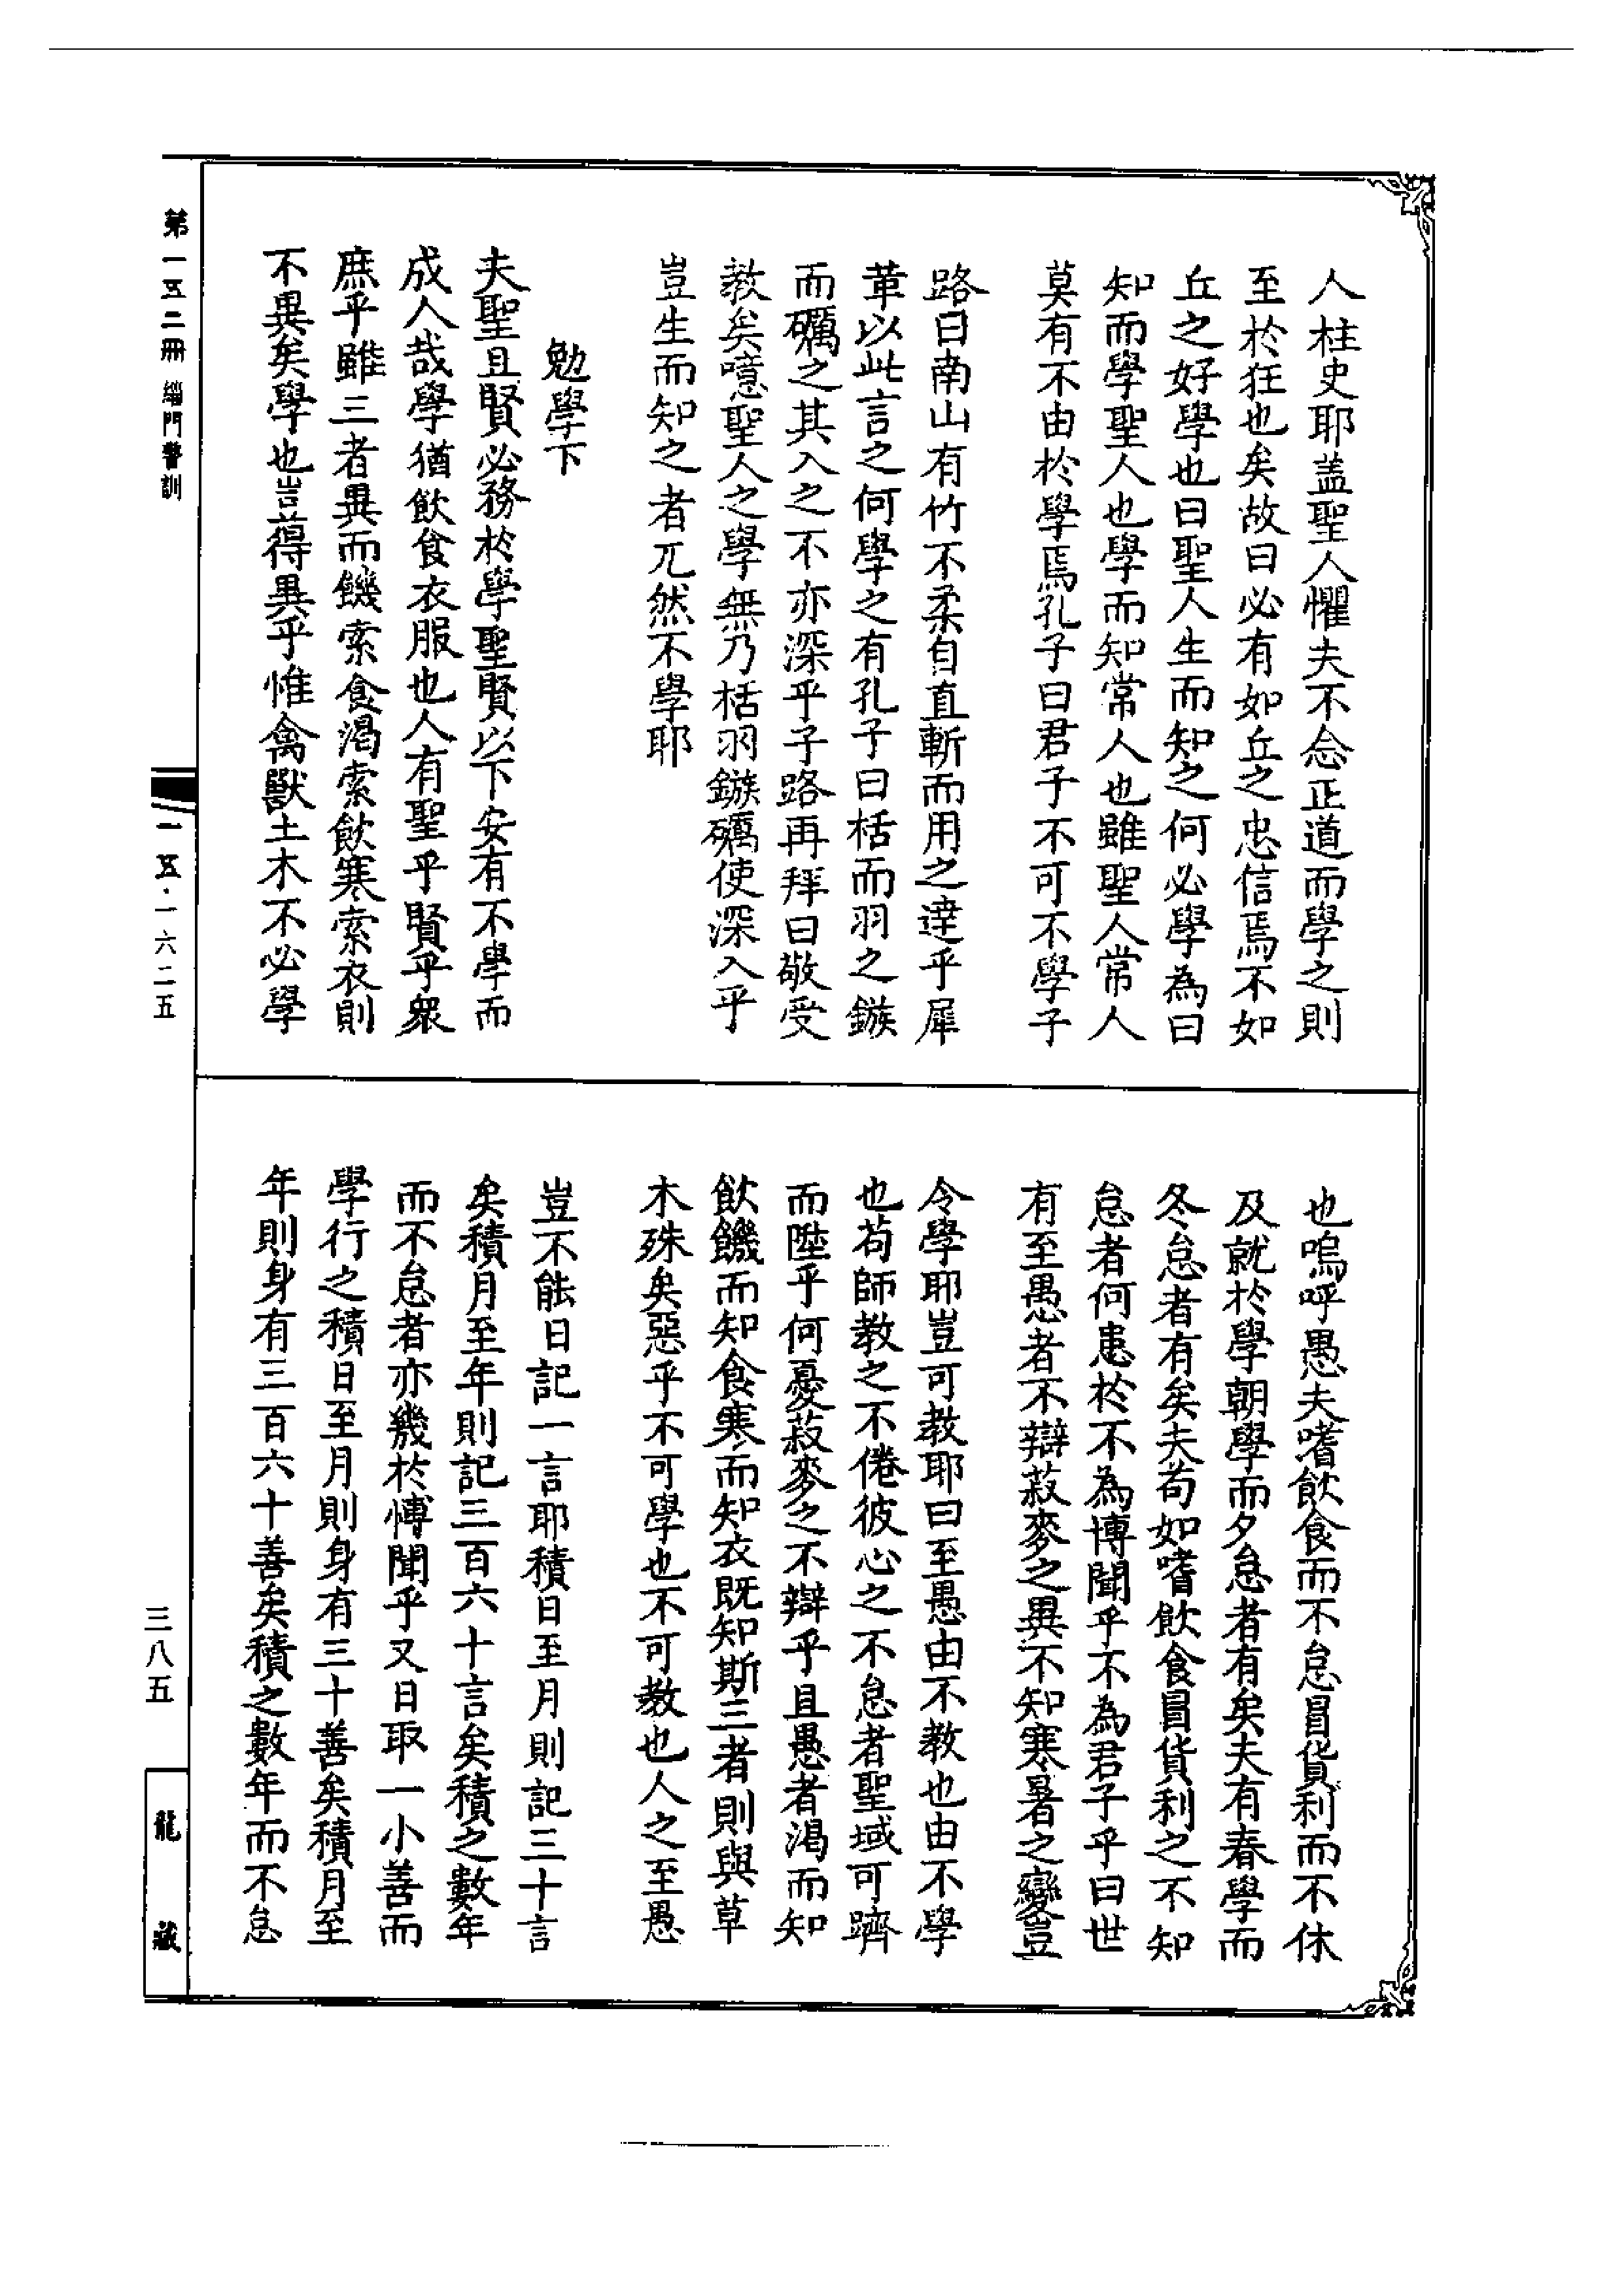 人柱史耶盖聖人懼夫不念正道而學之則
至於狂也矣故曰必有如丘之忠信焉不如
丘之好學也曰聖人生而知之何必學為曰
知而學聖人也學而知常人也雖聖人常人
莫有不由於學焉孔子曰君子不可不學子
路曰南山有竹不柔自直斬而用之達乎犀
革以此言之何學之有孔子曰栝而羽之鏃
而礪之其入之不亦深乎子路再拜曰敬受
教矣噫聖人之學無乃栝羽鏃礪使深入乎
豈生而知之者兀然不學耶
勉學下
夫聖且賢必務於學聖賢以下安有不學而
成人哉學猶飲食衣服也人有聖乎賢乎衆
庶乎雖三者異而饑索食渴索飲寒索衣則
不異矣學也豈得異乎惟禽獸土木不必學
也嗚呼愚夫嗜飲食而不怠冒貨利而不休
及就於學朝學而夕怠者有矣夫有春學而
冬怠者有矣夫苟如嗜飲食冒貨利之不知
怠者何患於不為博聞乎不為君子乎曰世
有至愚者不辯菽麥之異不知寒暑之變豈
令學耶豈可教耶曰至愚由不教也由不學
也苟師教之不倦彼心之不怠者聖域可躋
而陞乎何憂菽麥之不辯乎且愚者渴而知
飲饑而知食寒而知衣既知斯三者則與草
木殊矣惡乎不可學也不可教也人之至愚
豈不能日記一言耶積日至月則記三十言
矣積月至年則記三百六十言矣積之數年
而不怠者亦幾於愽聞乎又日取一小善而
學行之積日至月則身有三十善矣積月至
年則身有三百六十善矣積之數年而不怠
第一五二冊 緇門警訓
一五·一六二五
三八五
龍藏